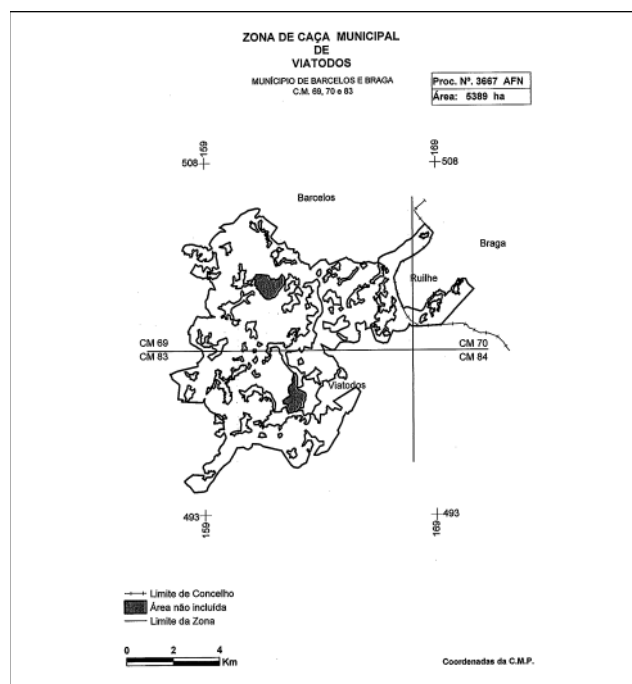 ZONA DE CAÇA MUNICIPAL
DE
VIATODOS
MUNÍCIPIO DE BARCELOS E BRAGA
C.M. 69, 70 e 83
Proc. Nº. 3667 AFN
Área: 5389 ha
159
508
169
508
Barcelos
Braga
Ruilhe
CM 69
CM 70
CM 83
CM 84
Viatodos
493
159
493
169
Limite de Concelho
Área não incluída
Limite da Zona
0 2 4
Km
Coordenadas da C.M.P.